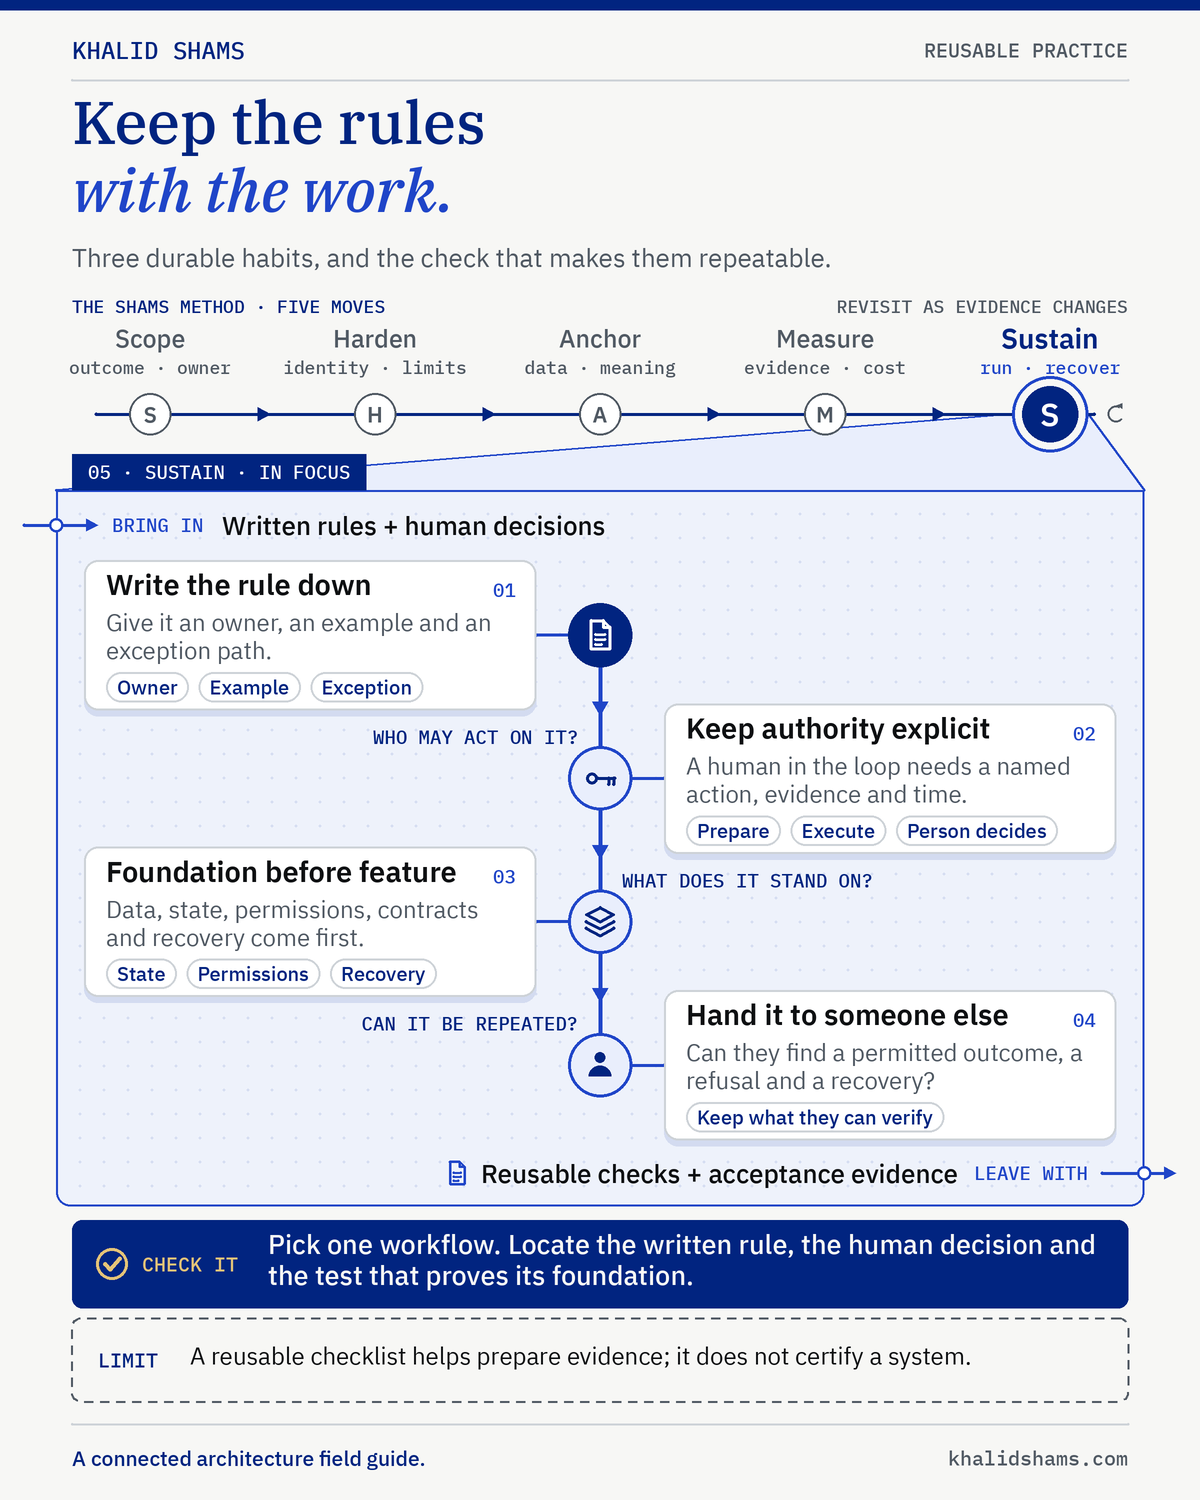 KHALID SHAMS
REUSABLE PRACTICE
Keep the rules
with the work.
Three durable habits, and the check that makes them repeatable.
THE SHAMS METHOD · FIVE MOVES
REVISIT AS EVIDENCE CHANGES
Scope
outcome · owner
Harden
identity · limits
Anchor
data · meaning
Measure
evidence · cost
Sustain
run · recover
S
H
A
M
S
05 · SUSTAIN · IN FOCUS
BRING IN Written rules + human decisions
Write the rule down
01
Give it an owner, an example and an
exception path.
Owner
Example
Exception
WHO MAY ACT ON IT?
Keep authority explicit
02
A human in the loop needs a named
action, evidence and time.
Prepare
Execute
Person decides
Foundation before feature
03
WHAT DOES IT STAND ON?
Data, state, permissions, contracts
and recovery come first.
State
Permissions
Recovery
CAN IT BE REPEATED?
Hand it to someone else
04
Can they find a permitted outcome, a
refusal and a recovery?
Keep what they can verify
Reusable checks + acceptance evidence LEAVE WITH
CHECK IT
Pick one workflow. Locate the written rule, the human decision and
the test that proves its foundation.
LIMIT
A reusable checklist helps prepare evidence; it does not certify a system.
A connected architecture field guide.
khalidshams.com